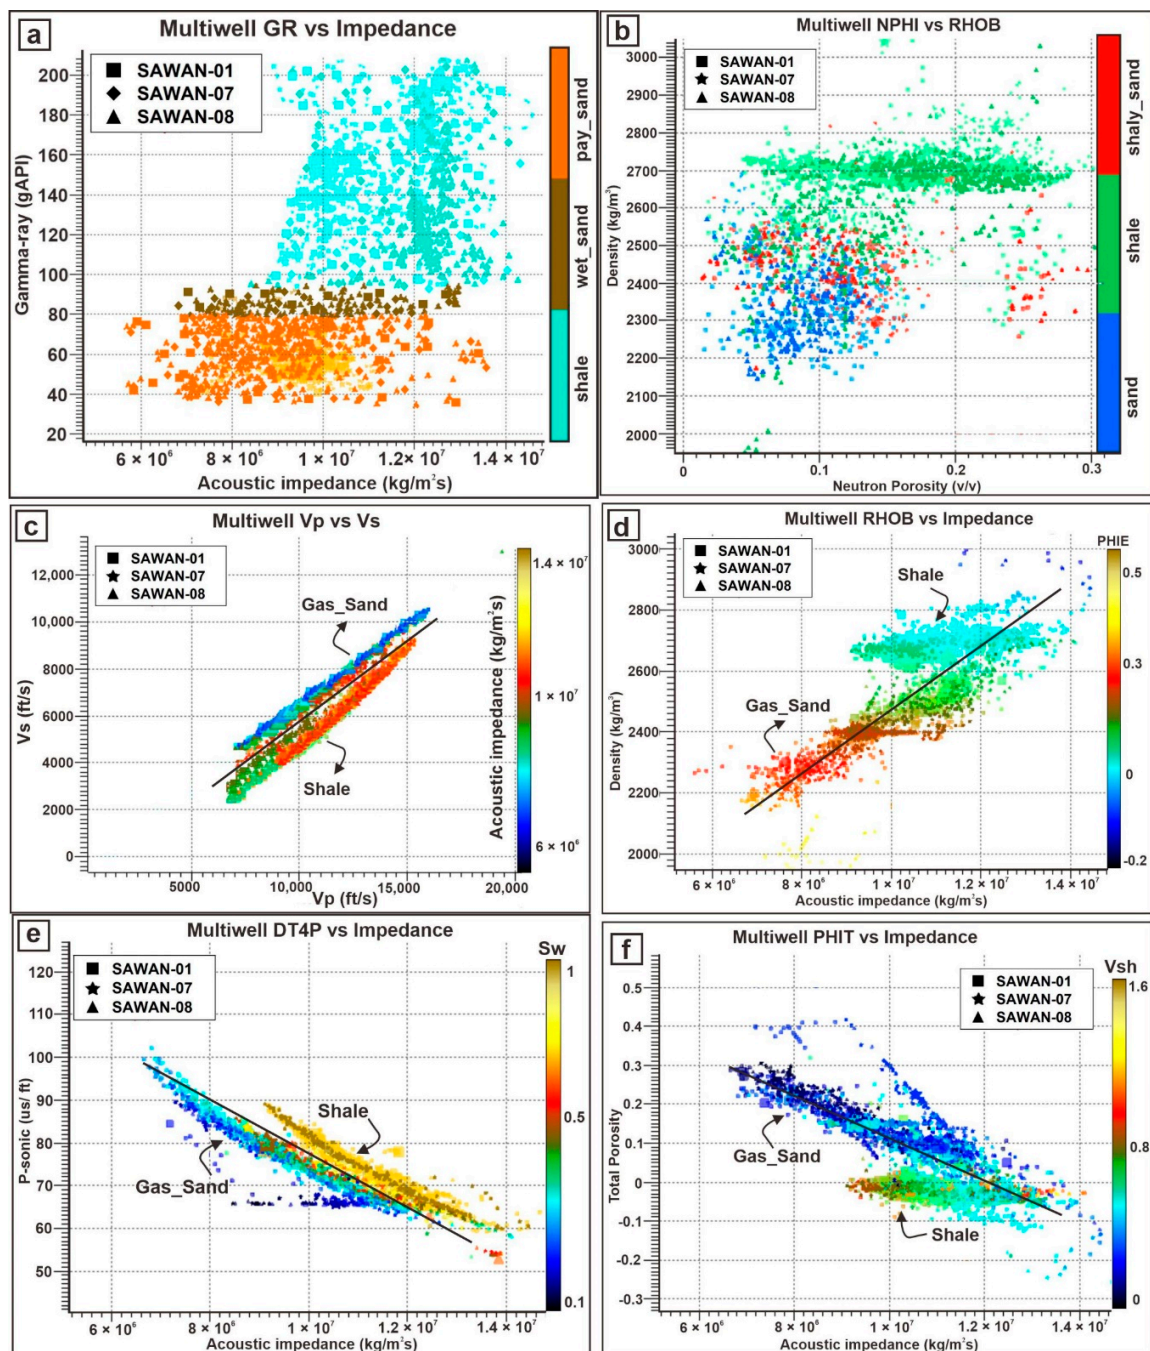 a
Multiwell GR vs Impedance
SAWAN-01
SAWAN-07
SAWAN-08
Gamma-ray (gAPI)
200
180
160
140
120
100
80
60
40
20
6 × 10⁶
8 × 10⁶
1 × 10⁷
1.2× 10⁷
1.4 × 10⁷
Acoustic impedance (kg/m²s)
pay_sand
wet_sand
shale
b
Multiwell NPHI vs RHOB
SAWAN-01
SAWAN-07
SAWAN-08
Density (kg/m³)
3000
2900
2800
2700
2600
2500
2400
2300
2200
2100
2000
0
0.1
0.2
0.3
Neutron Porosity (v/v)
shaly_sand
shale
sand
c
Multiwell Vp vs Vs
SAWAN-01
SAWAN-07
SAWAN-08
Vs (ft/s)
12,000
10,000
8000
6000
4000
2000
0
Gas_Sand
Shale
5000
10,000
15,000
20,000
Vp (ft/s)
Acoustic impedance (kg/m²s)
1.4 × 10⁷
1 × 10⁷
6 × 10⁶
d
Multiwell RHOB vs Impedance
SAWAN-01
SAWAN-07
SAWAN-08
Density (kg/m³)
3000
2800
2600
2400
2200
2000
Shale
Gas_Sand
6 × 10⁶
8 × 10⁶
1 × 10⁷
1.2 × 10⁷
1.4 × 10⁷
Acoustic impedance (kg/m²s)
PHIE
0.5
0.3
0
-0.2
e
Multiwell DT4P vs Impedance
SAWAN-01
SAWAN-07
SAWAN-08
P-sonic (us/ ft)
120
110
100
90
80
70
60
50
Shale
Gas_Sand
6 × 10⁶
8 × 10⁶
1 × 10⁷
1.2 × 10⁷
1.4 × 10⁷
Acoustic impedance (kg/m²s)
Sw
1
0.5
0.1
f
Multiwell PHIT vs Impedance
SAWAN-01
SAWAN-07
SAWAN-08
Total Porosity
0.5
0.4
0.3
0.2
0.1
0
-0.1
-0.2
-0.3
Gas_Sand
Shale
6 × 10⁶
8 × 10⁶
1 × 10⁷
1.2 × 10⁷
1.4 × 10⁷
Acoustic impedance (kg/m²s)
Vsh
1.6
0.8
0